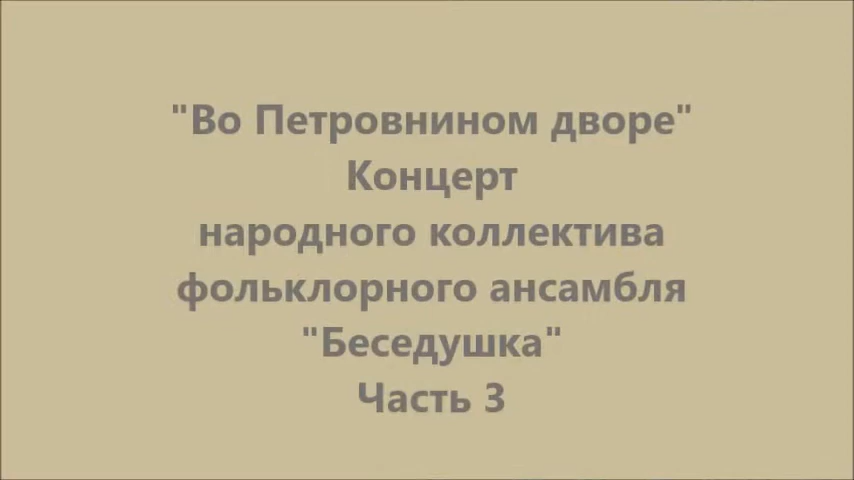 "Во Петровнином дворе"
Концерт
народного коллектива
фольклорного ансамбля
"Беседушка"
Часть 3